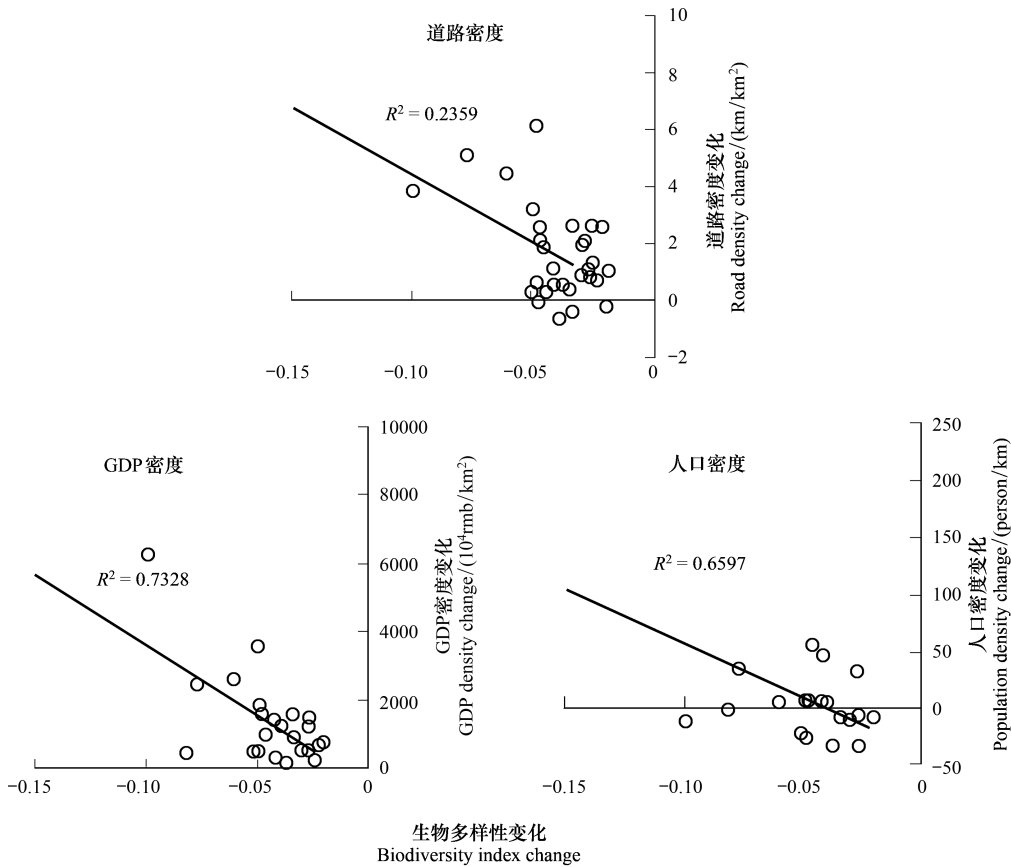 道路密度
R² = 0.2359
10
8
6
4
2
0
−2
道路密度变化
Road density change/(km/km²)
−0.15
−0.10
−0.05
0
GDP密度
R² = 0.7328
10000
8000
6000
4000
2000
0
GDP密度变化
GDP density change/(10⁴rmb/km²)
−0.15
−0.10
−0.05
0
人口密度
R² = 0.6597
250
200
150
100
50
0
−50
人口密度变化
Population density change/(person/km)
−0.15
−0.10
−0.05
0
生物多样性变化
Biodiversity index change